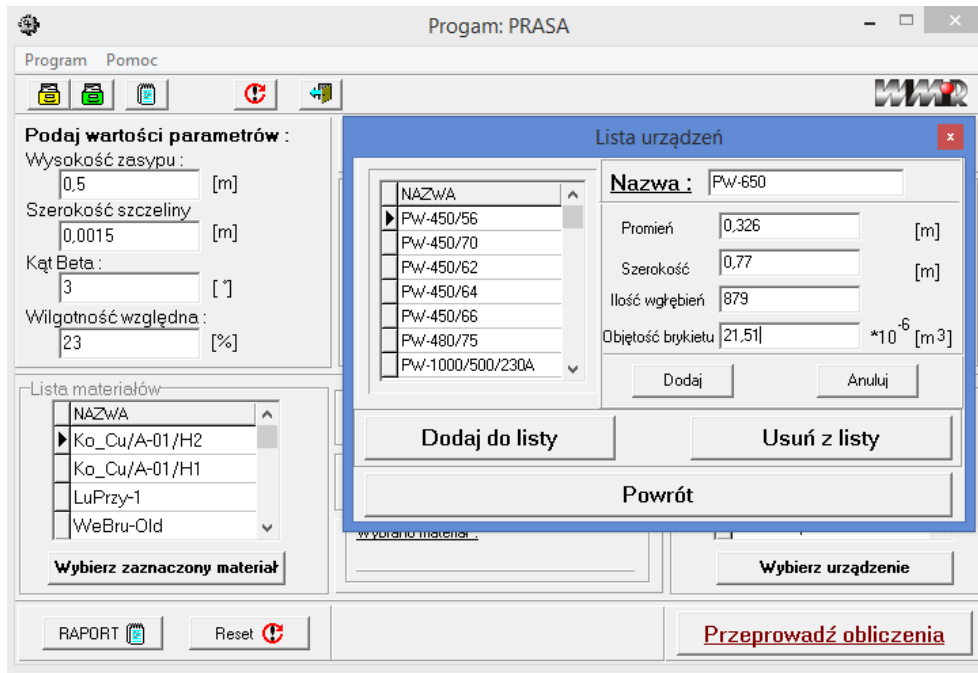 Progam: PRASA
Program Pomoc
WMR
Podaj wartości parametrów :
Wysokość zasypu :
0,5 [m]
Szerokość szczeliny
0,0015 [m]
Kąt Beta :
3 [ ° ]
Wilgotność względna :
23 [%]
Lista materiałów
NAZWA
Ko_Cu/A-01/H2
Ko_Cu/A-01/H1
LuPrzy-1
WeBru-Old
Wybierz zaznaczony materiał
Lista urządzeń
NAZWA
PW-450/56
PW-450/70
PW-450/62
PW-450/64
PW-450/66
PW-480/75
PW-1000/500/230A
Nazwa : PW-650
Promień 0,326 [m]
Szerokość 0,77 [m]
Ilość wgłębień 879
Objętość brykietu 21,51 *10⁻⁶ [m3]
Dodaj Anuluj
Dodaj do listy Usuń z listy
Powrót
Wybrano materiał :
Wybierz urządzenie
RAPORT Reset Przeprowadź obliczenia